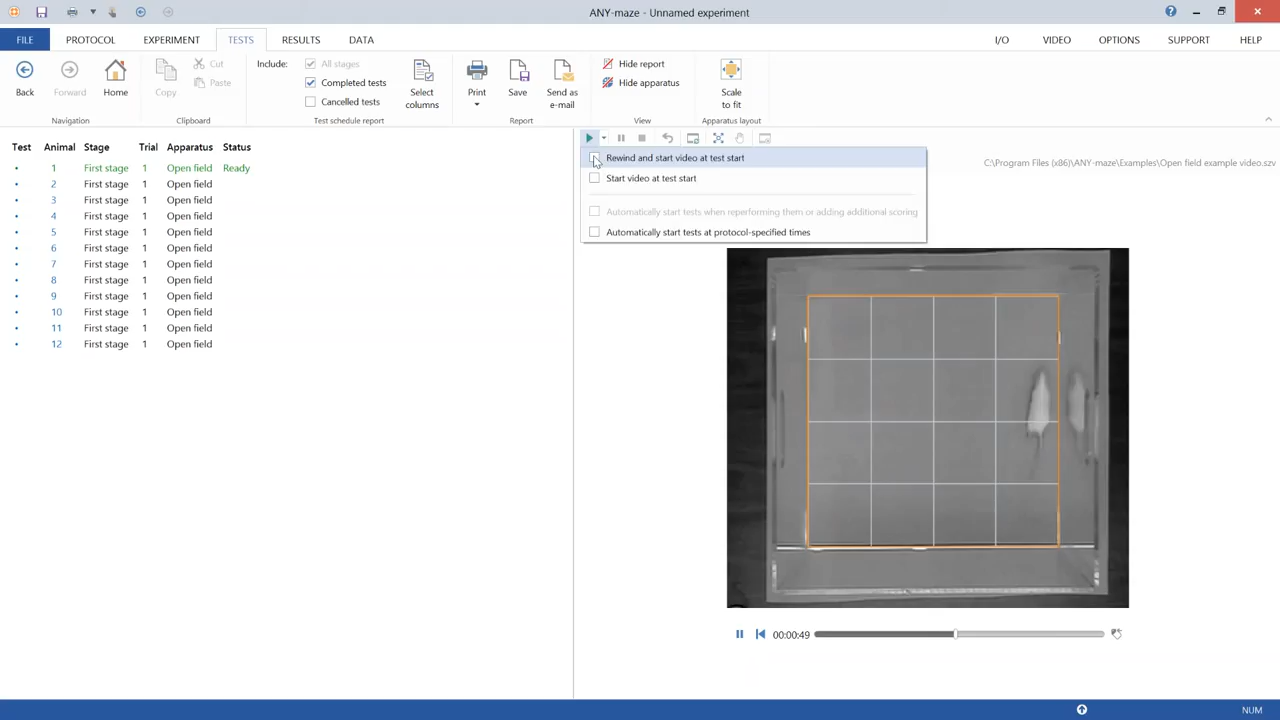 ANY-maze - Unnamed experiment
FILE PROTOCOL EXPERIMENT TESTS RESULTS DATA I/O VIDEO OPTIONS SUPPORT HELP
Back Forward Home
Navigation
Copy Cut Paste
Clipboard
Include: All stages
Completed tests
Cancelled tests
Select columns
Test schedule report
Print Save Send as e-mail
Report
Hide report
Hide apparatus
View
Scale to fit
Apparatus layout
Test Animal Stage Trial Apparatus Status
• 1 First stage 1 Open field Ready
• 2 First stage 1 Open field
• 3 First stage 1 Open field
• 4 First stage 1 Open field
• 5 First stage 1 Open field
• 6 First stage 1 Open field
• 7 First stage 1 Open field
• 8 First stage 1 Open field
• 9 First stage 1 Open field
• 10 First stage 1 Open field
• 11 First stage 1 Open field
• 12 First stage 1 Open field
Rewind and start video at test start
Start video at test start
Automatically start tests when reperforming them or adding additional scoring
Automatically start tests at protocol-specified times
C:\Program Files (x86)\ANY-maze\Examples\Open field example video.szv
00:00:49
NUM